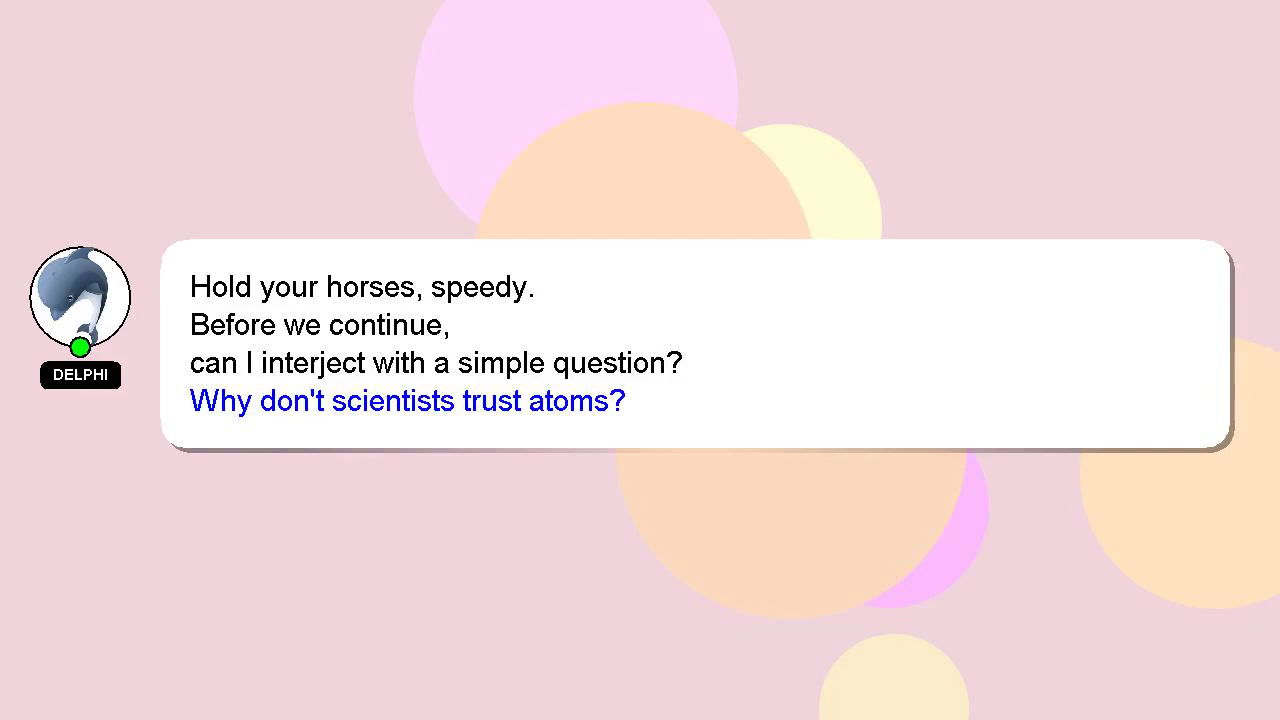 Hold your horses, speedy.
Before we continue,
can I interject with a simple question?
Why don't scientists trust atoms?
DELPHI